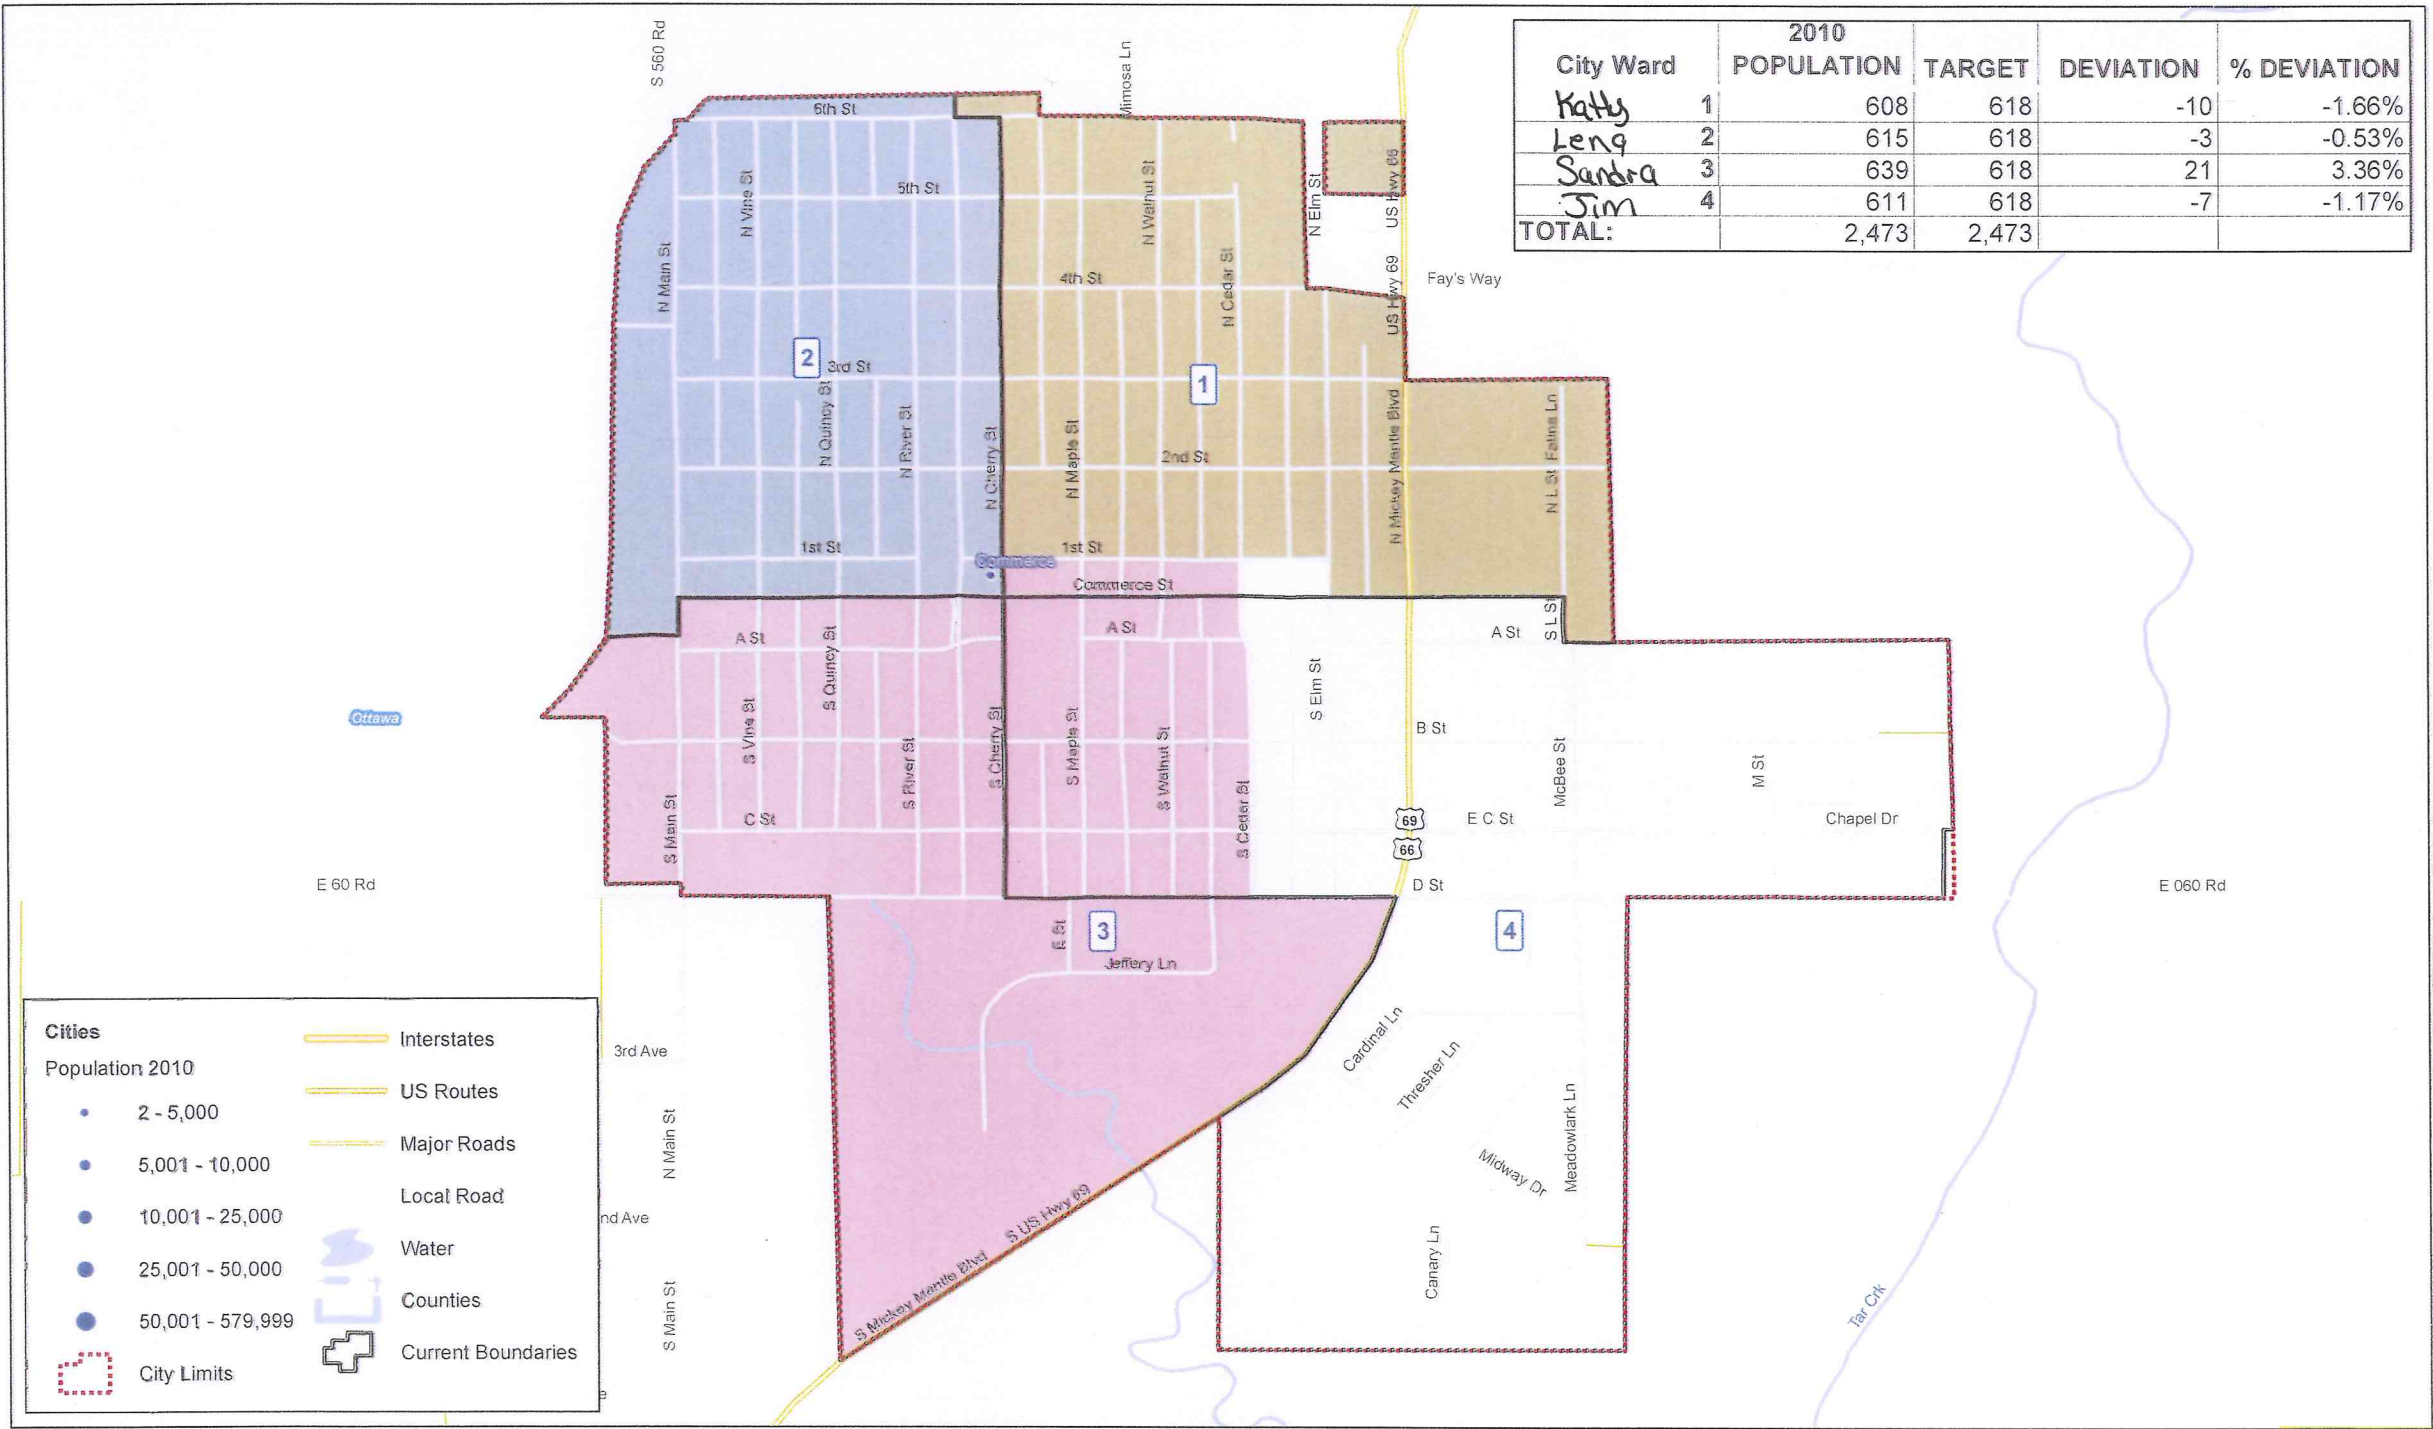 2010
City Ward POPULATION TARGET DEVIATION % DEVIATION
Kathy 1 608 618 -10 -1.66%
Lena 2 615 618 -3 -0.53%
Sandra 3 639 618 21 3.36%
Jim 4 611 618 -7 -1.17%
TOTAL: 2,473 2,473
S 560 Rd
Mimosa Ln
6th St
5th St
N Vine St
N Main St
N Walnut St
N Elm St
US Hwy 66
US Hwy 69
4th St
N Cedar St
Fay's Way
2
3rd St
1
N Quincy St
N River St
N Cherry St
N Maple St
2nd St
N Mickey Mantle Blvd
N L St
Fatima Ln
1st St
1st St
Commerce
Commerce St
A St
A St
A St
S L St
S Quincy St
S Elm St
Ottawa
S Vine St
S River St
S Cherry St
S Maple St
S Walnut St
B St
McBee St
M St
S Main St
C St
S Cedar St
69
66
E C St
Chapel Dr
E 60 Rd
D St
E 060 Rd
E St
3
4
Jeffery Ln
Cardinal Ln
Thresher Ln
Midway Dr
Meadowlark Ln
Canary Ln
S US Hwy 69
S Mickey Mantle Blvd
Tar Crk
3rd Ave
N Main St
nd Ave
S Main St
e
Cities
Population 2010
2 - 5,000
5,001 - 10,000
10,001 - 25,000
25,001 - 50,000
50,001 - 579,999
City Limits
Interstates
US Routes
Major Roads
Local Road
Water
Counties
Current Boundaries